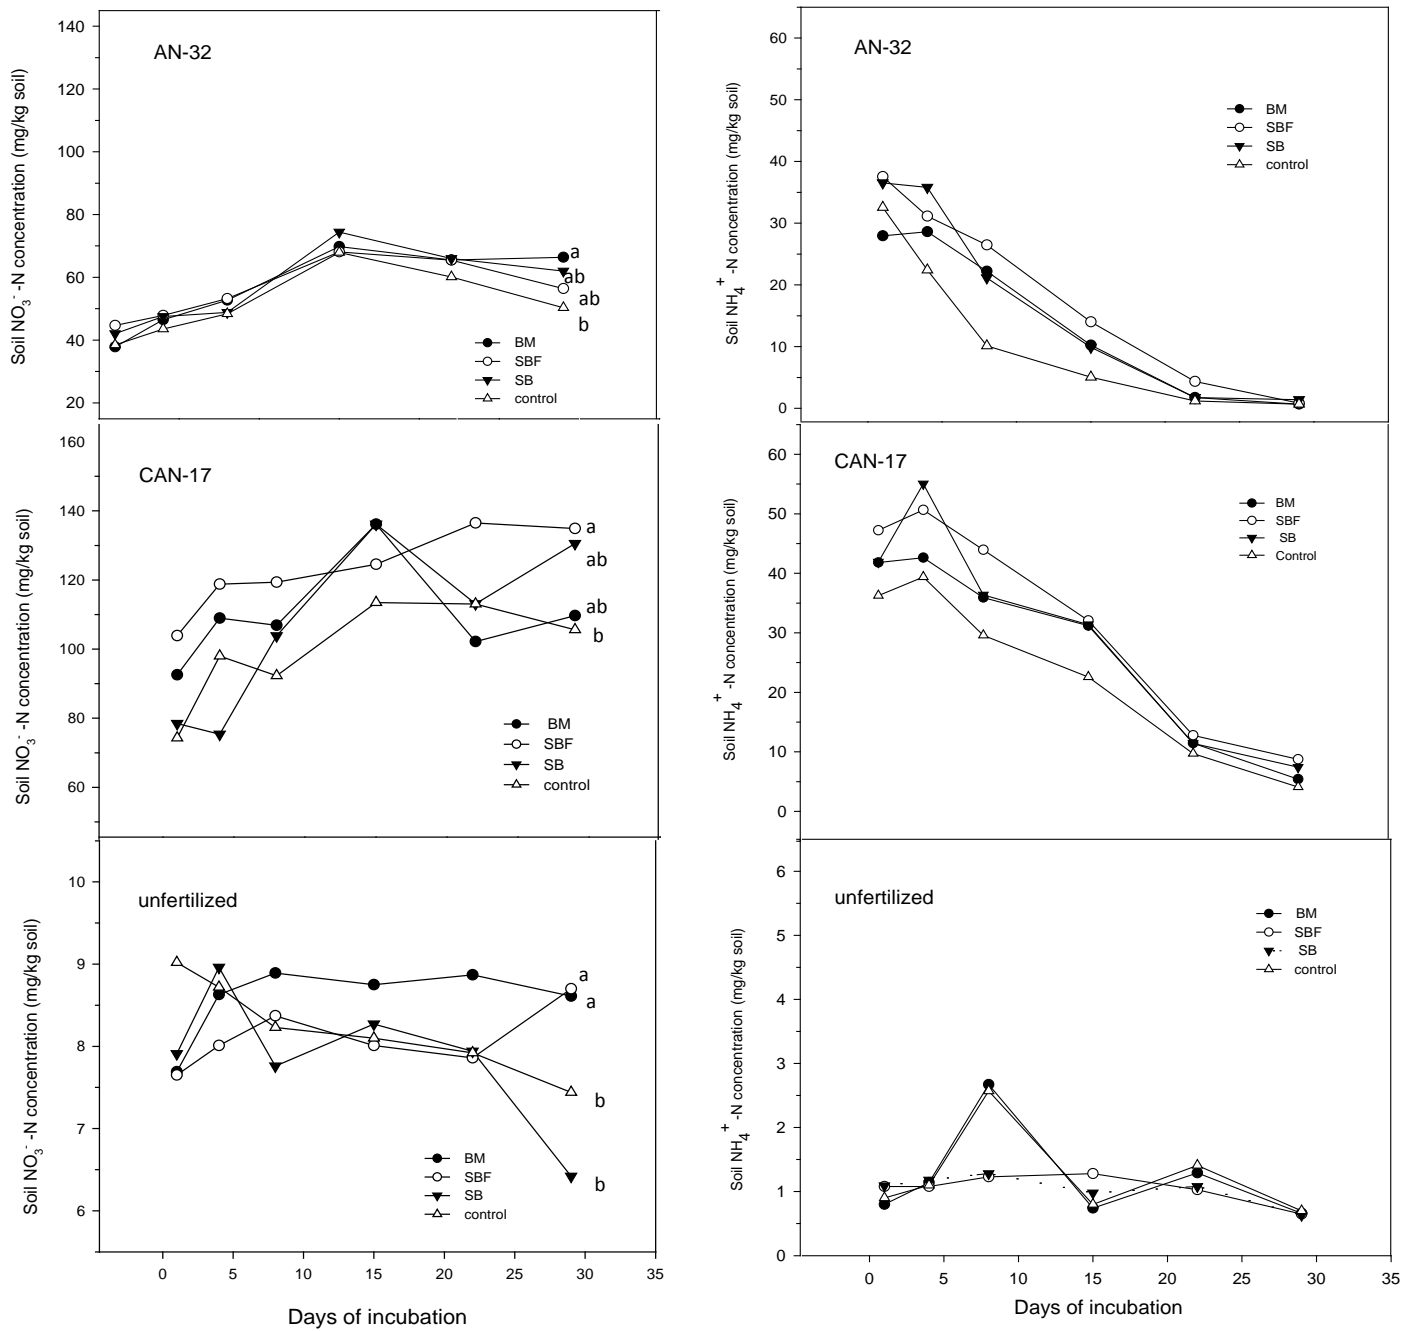 AN-32
Soil NO3- -N concentration (mg/kg soil)
140
120
100
80
60
40
20
a
ab
ab
b
BM
SBF
SB
control
AN-32
Soil NH4+ -N concentration (mg/kg soil)
60
50
40
30
20
10
0
BM
SBF
SB
control
CAN-17
Soil NO3- -N concentration (mg/kg soil)
160
140
120
100
80
60
a
ab
ab
b
BM
SBF
SB
control
CAN-17
Soil NH4+ -N concentration (mg/kg soil)
60
50
40
30
20
10
0
BM
SBF
SB
Control
unfertilized
Soil NO3- -N concentration (mg/kg soil)
10
9
8
7
6
a
a
b
b
BM
SBF
SB
control
0 5 15 15 20 25 30 35
Days of incubation
unfertilized
Soil NH4+ -N concentration (mg/kg soil)
6
5
4
3
2
1
0
BM
SBF
SB
control
0 5 10 15 20 25 30 35
Days of incubation